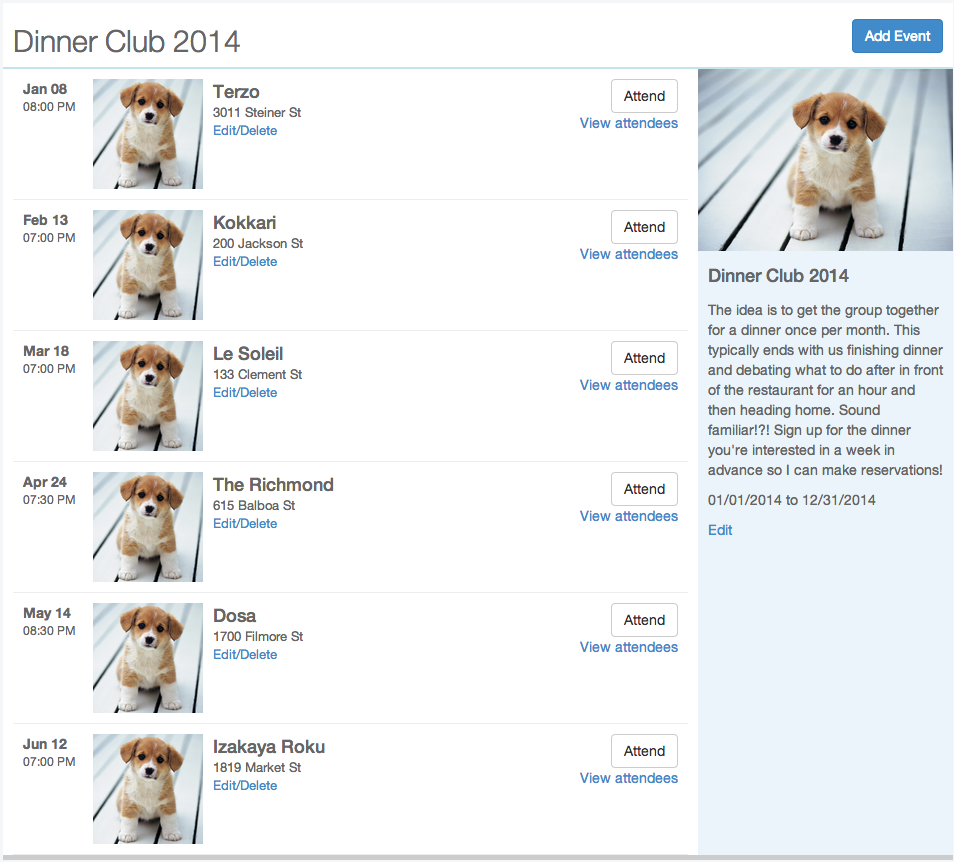 Dinner Club 2014
Add Event
Jan 08
08:00 PM
Terzo
3011 Steiner St
Edit/Delete
Attend
View attendees
Feb 13
07:00 PM
Kokkari
200 Jackson St
Edit/Delete
Attend
View attendees
Mar 18
07:00 PM
Le Soleil
133 Clement St
Edit/Delete
Attend
View attendees
Apr 24
07:30 PM
The Richmond
615 Balboa St
Edit/Delete
Attend
View attendees
May 14
08:30 PM
Dosa
1700 Filmore St
Edit/Delete
Attend
View attendees
Jun 12
07:00 PM
Izakaya Roku
1819 Market St
Edit/Delete
Attend
View attendees
Dinner Club 2014
The idea is to get the group together
for a dinner once per month. This
typically ends with us finishing dinner
and debating what to do after in front
of the restaurant for an hour and
then heading home. Sound
familiar!?! Sign up for the dinner
you're interested in a week in
advance so I can make reservations!
01/01/2014 to 12/31/2014
Edit